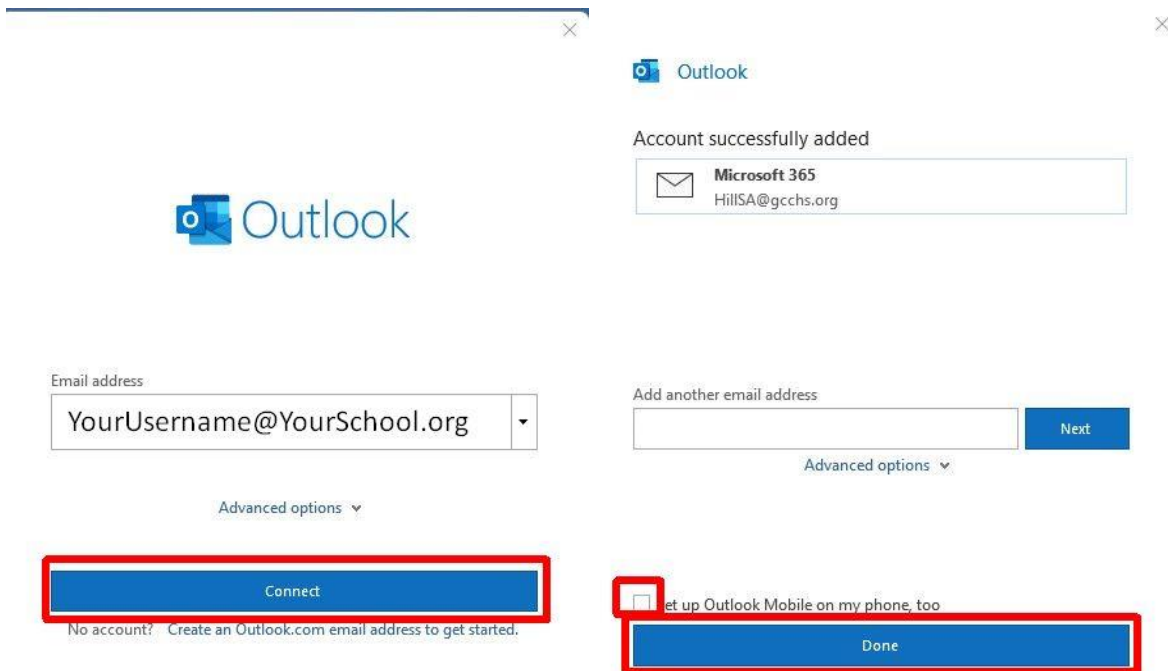 Outlook
Email address
YourUsername@YourSchool.org
Advanced options
Connect
No account? Create an Outlook.com email address to get started.
Outlook
Account successfully added
Microsoft 365
HillSA@gcchs.org
Add another email address
Next
Advanced options
et up Outlook Mobile on my phone, too
Done